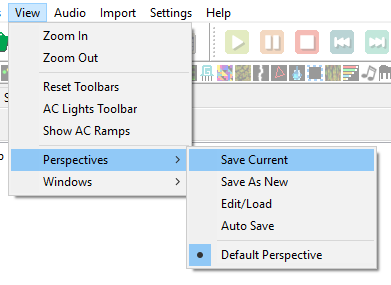 View Audio Import Settings Help
Zoom In
Zoom Out
Reset Toolbars
AC Lights Toolbar
Show AC Ramps
Perspectives
Windows
Save Current
Save As New
Edit/Load
Auto Save
Default Perspective